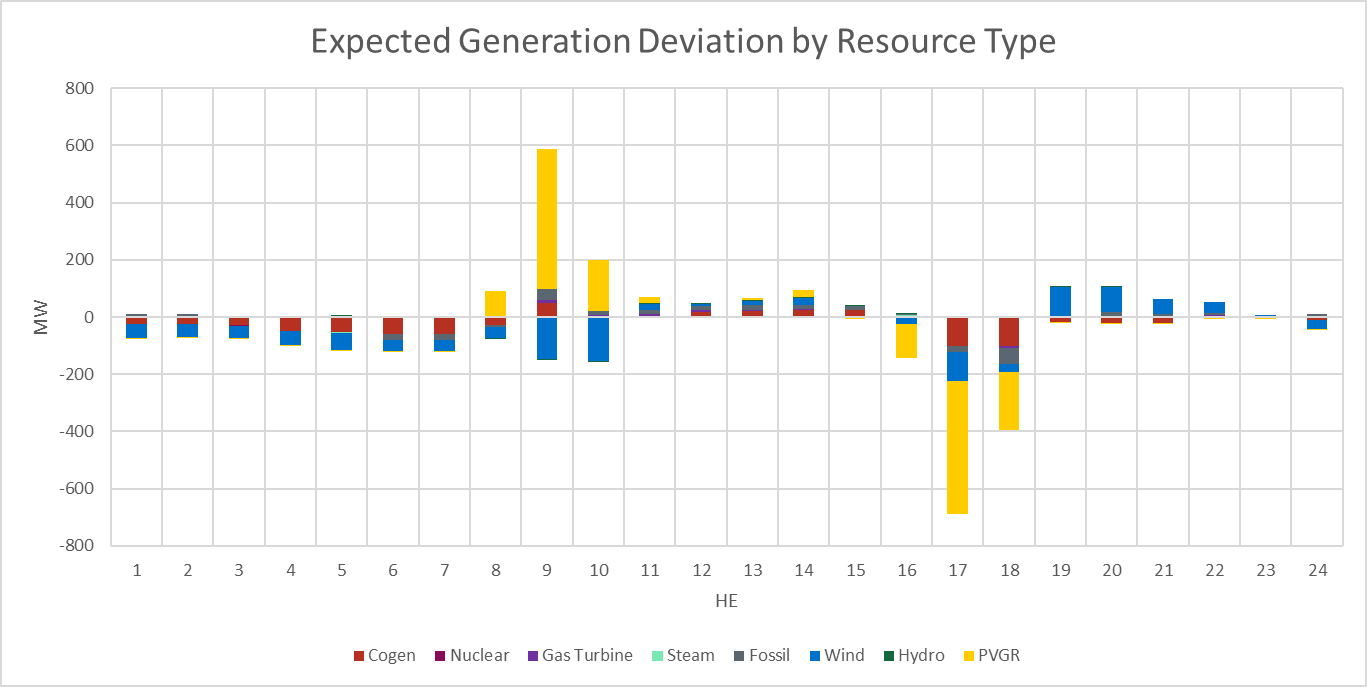 Expected Generation Deviation by Resource Type
800
600
400
200
0
-200
-400
-600
-800
MW
1 2 3 4 5 6 7 8 9 10 11 12 13 14 15 16 17 18 19 20 21 22 23 24
HE
Cogen Nuclear Gas Turbine Steam Fossil Wind Hydro PVGR